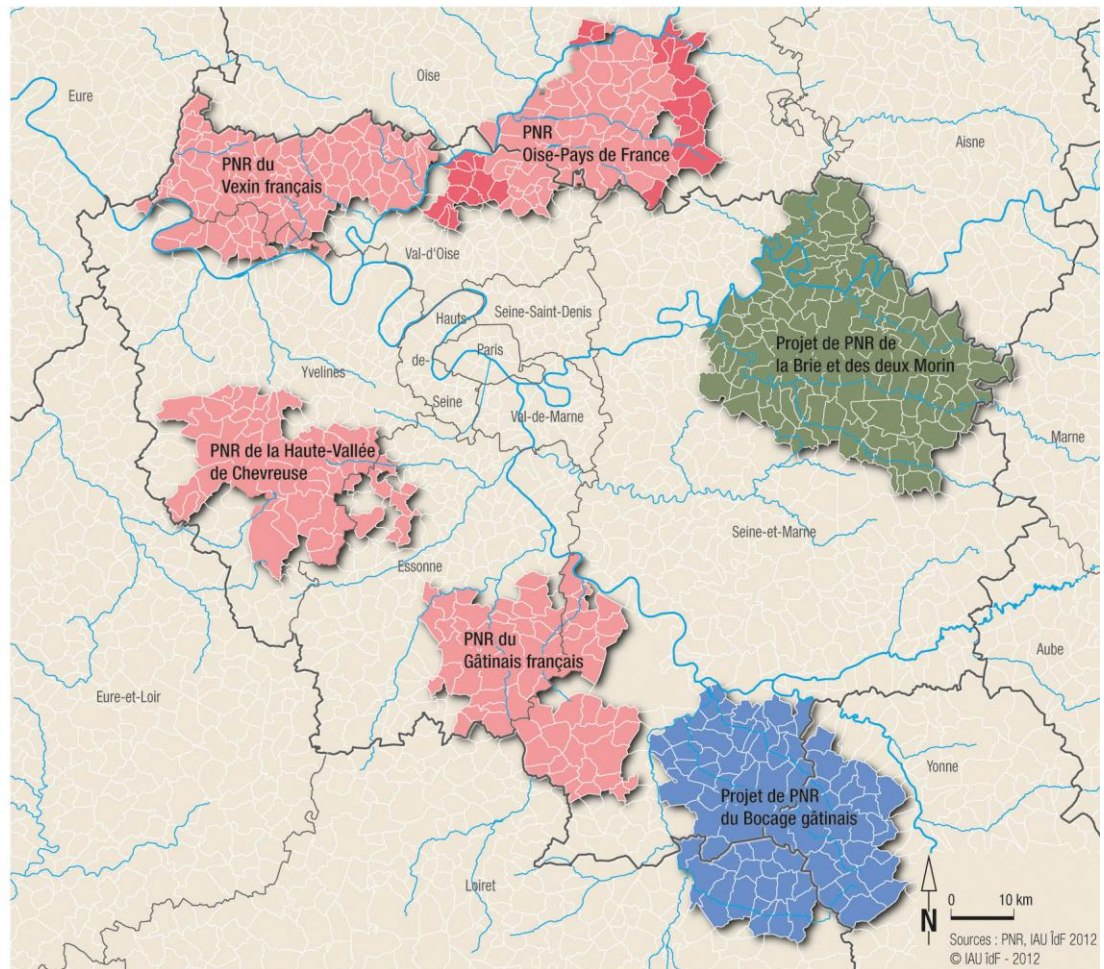 Oise
Eure
PNR
Oise-Pays de France
Aisne
PNR du
Vexin français
Val-d'Oise
Hauts-
Seine-Saint-Denis
Paris
de-
Projet de PNR de
la Brie et des deux Morin
Yvelines
Seine
Val-de-Marne
Marne
PNR de la Haute-Vallée
de Chevreuse
Seine-et-Marne
Essonne
PNR du
Gâtinais français
Aube
Eure-et-Loir
Yonne
Projet de PNR
du Bocage gâtinais
Loiret
0 10 km
N
Sources : PNR, IAU ÎdF 2012
© IAU îdF - 2012